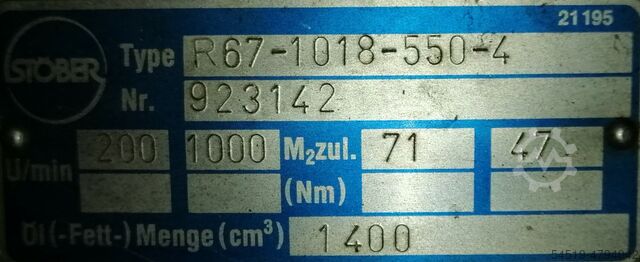 21195
STÖBER
Type R67-1018-550-4
Nr. 923142
U/min 200 1000 M₂zul. 71 47
(Nm)
Öl(-Fett-)Menge(cm³) 1400